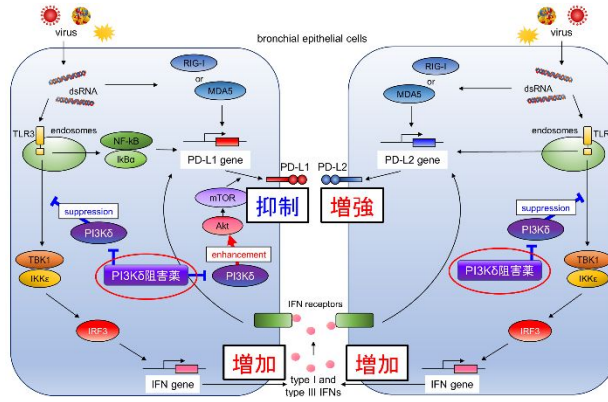 virus
virus
bronchial epithelial cells
RIG-I
or
MDA5
dsRNA
TLR3
endosomes
NF-kB
IkBα
PD-L1 gene
PD-L1
mTOR
抑制
Akt
enhancement
suppression
PI3Kδ
PI3Kδ
PI3Kδ阻害薬
TBK1
IKKε
IRF3
IFN gene
増加
IFN receptors
type I and
type III IFNs
RIG-I
or
MDA5
dsRNA
endosomes
TLR
PD-L2 gene
PD-L2
増強
suppression
PI3Kδ
PI3Kδ阻害薬
TBK1
IKKε
IRF3
IFN gene
増加